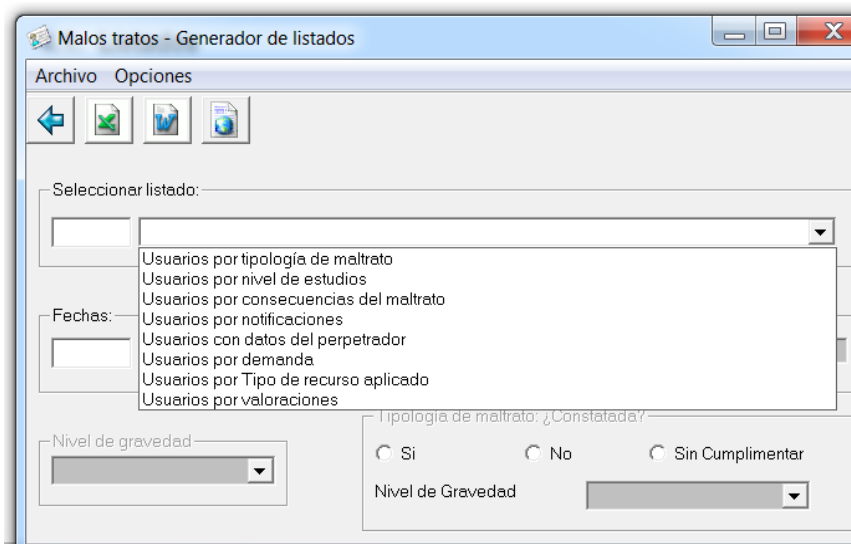 Malos tratos - Generador de listados
Archivo Opciones
Seleccionar listado:
Usuarios por tipología de maltrato
Usuarios por nivel de estudios
Usuarios por consecuencias del maltrato
Usuarios por notificaciones
Usuarios con datos del perpetrador
Usuarios por demanda
Usuarios por Tipo de recurso aplicado
Usuarios por valoraciones
Fechas:
Tipología de maltrato: ¿Constatada?
Nivel de gravedad
Si No Sin Cumplimentar
Nivel de Gravedad